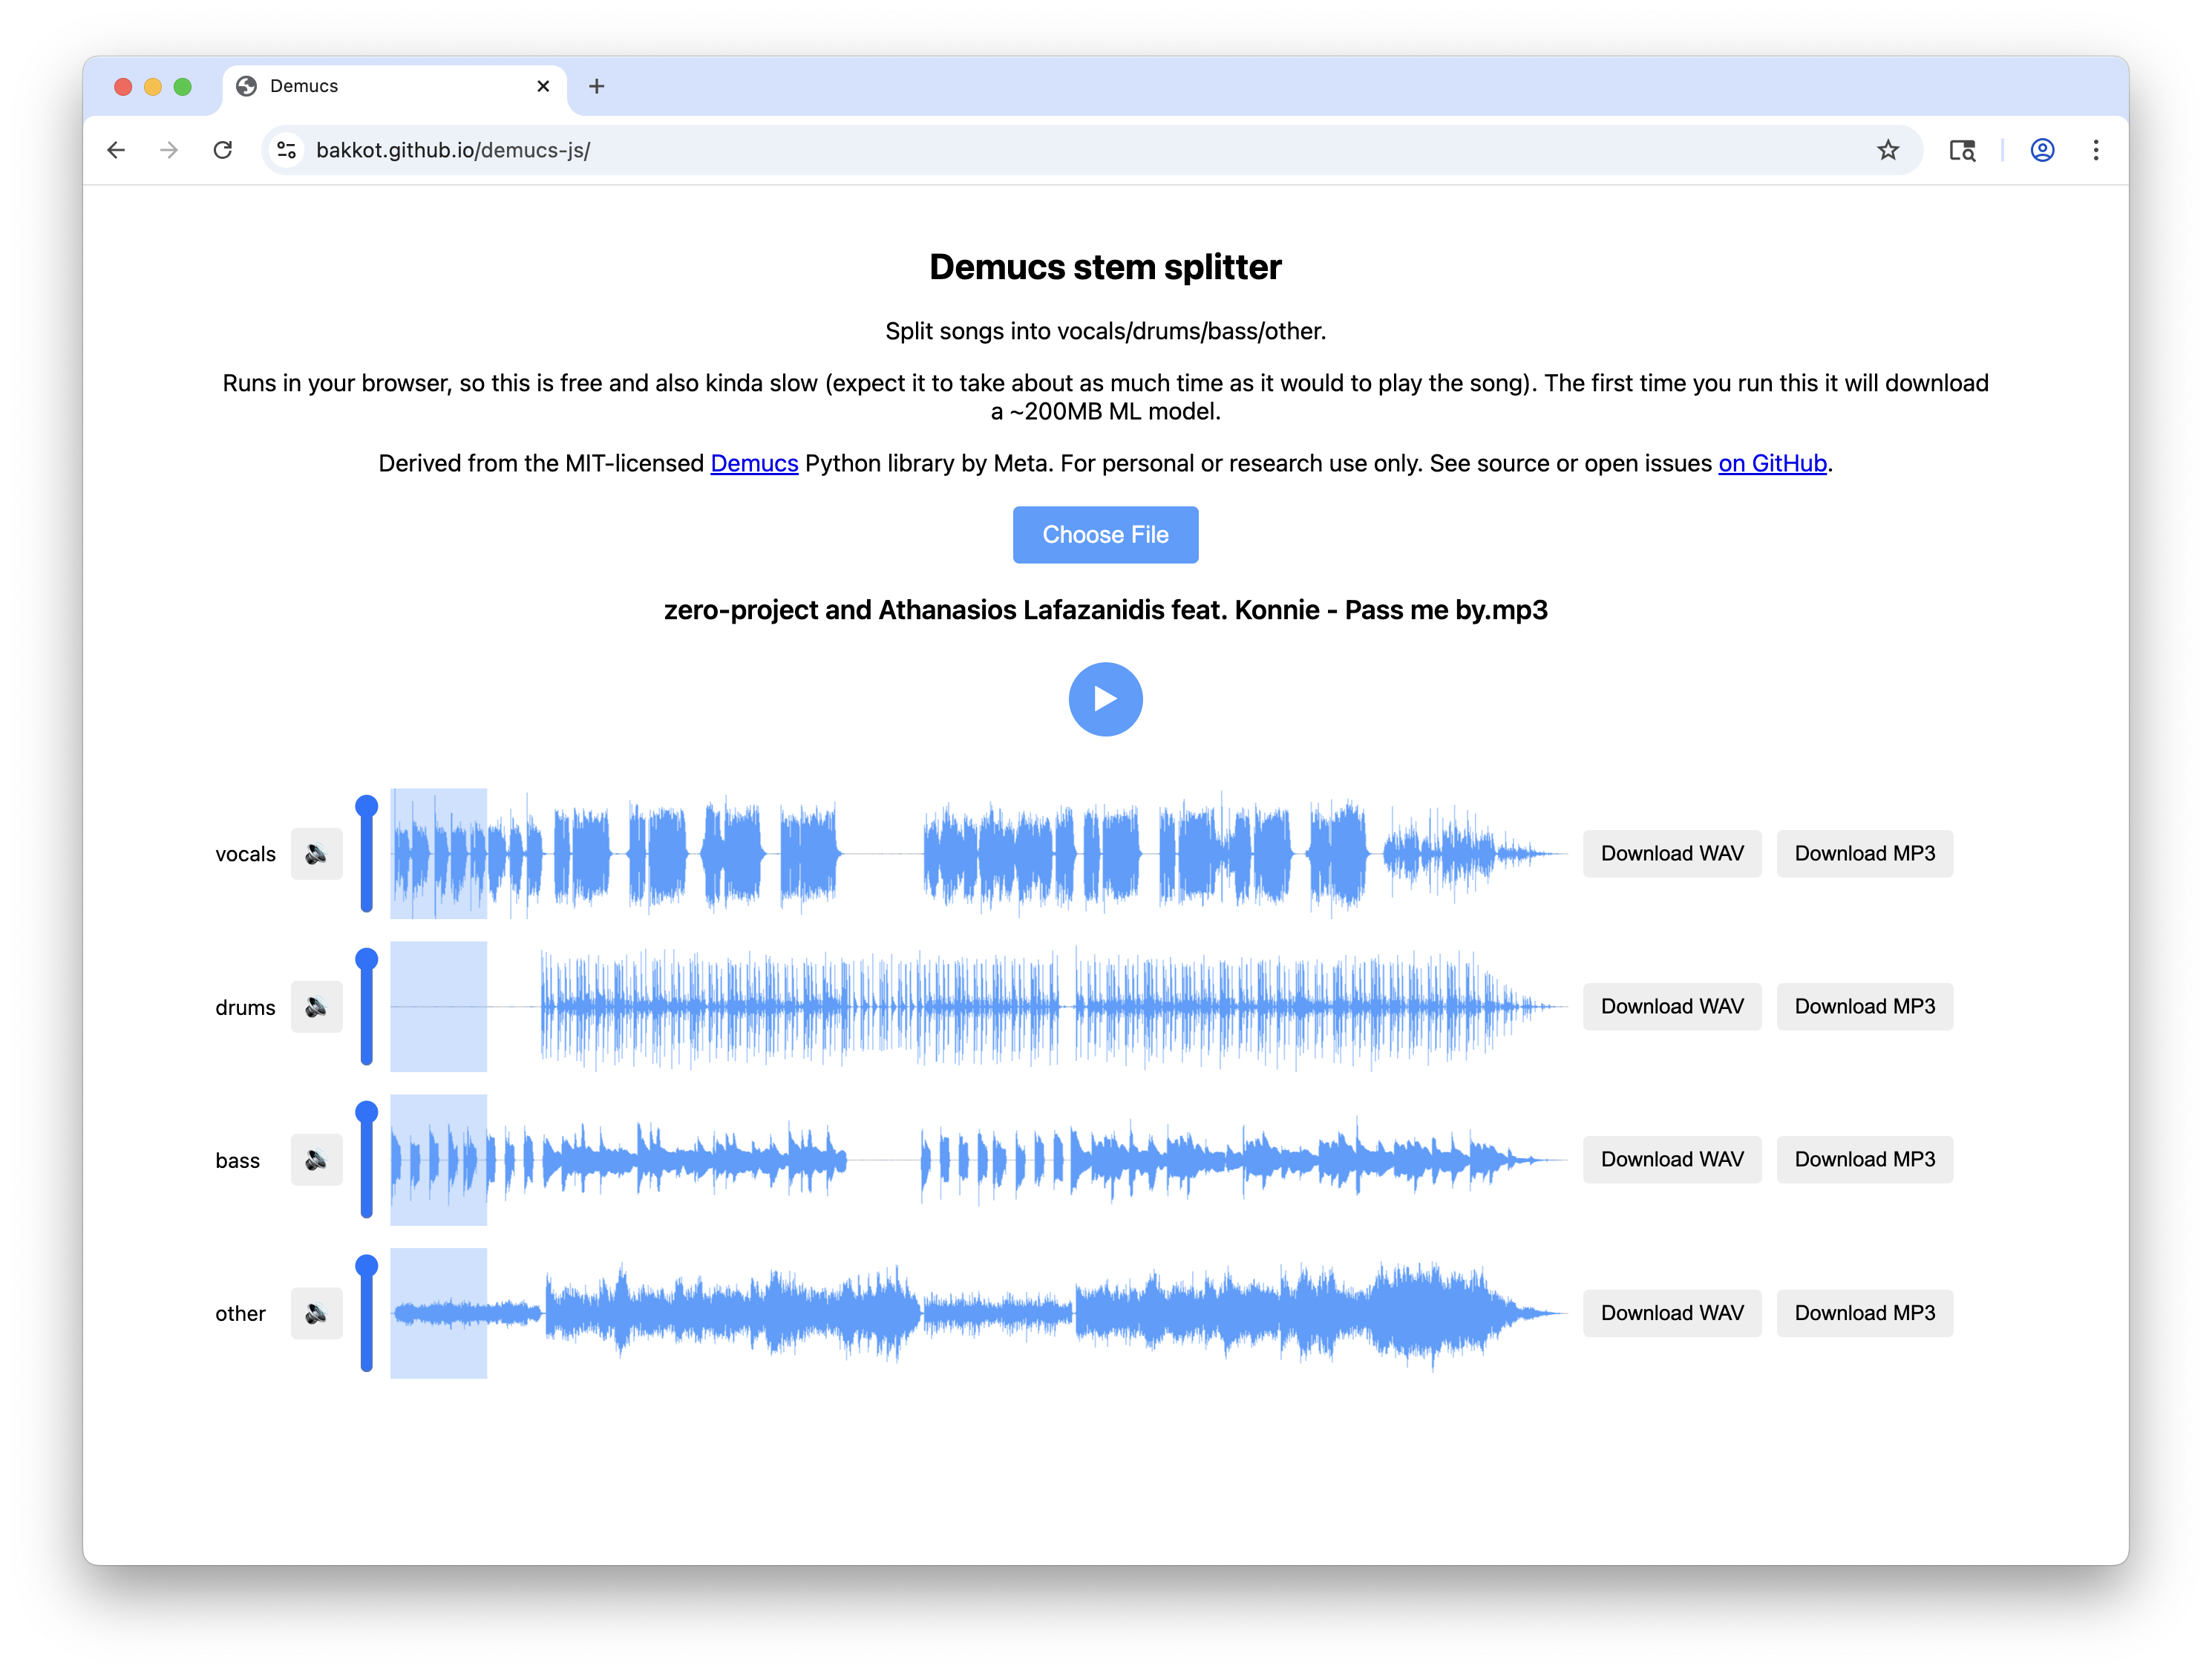 Demucs
bakkot.github.io/demucs-js/
Demucs stem splitter
Split songs into vocals/drums/bass/other.
Runs in your browser, so this is free and also kinda slow (expect it to take about as much time as it would to play the song). The first time you run this it will download
a ~200MB ML model.
Derived from the MIT-licensed Demucs Python library by Meta. For personal or research use only. See source or open issues on GitHub.
Choose File
zero-project and Athanasios Lafazanidis feat. Konnie - Pass me by.mp3
vocals Download WAV Download MP3
drums Download WAV Download MP3
bass Download WAV Download MP3
other Download WAV Download MP3